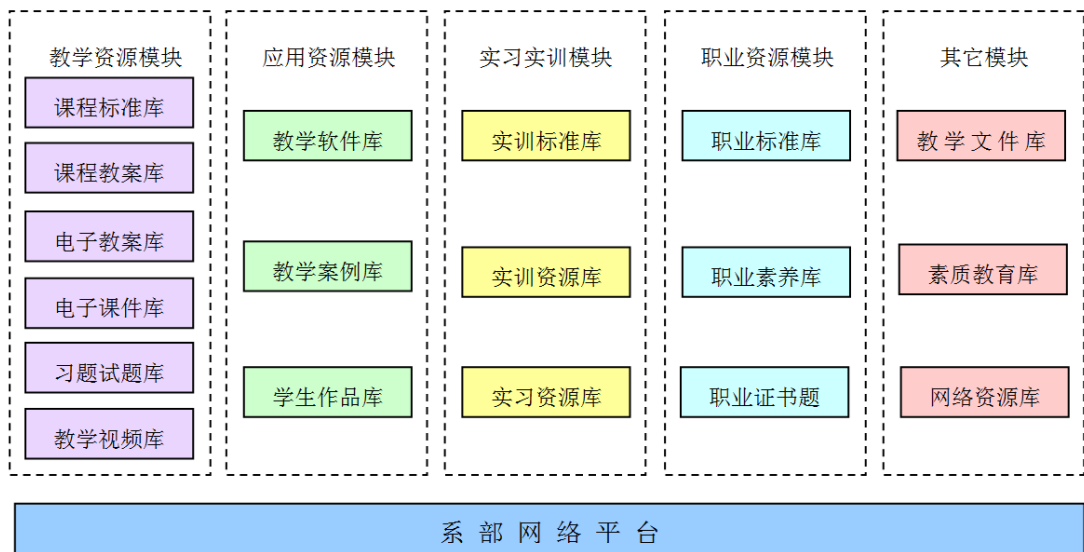 教学资源模块
课程标准库
课程教案库
电子教案库
电子课件库
习题试题库
教学视频库
应用资源模块
教学软件库
教学案例库
学生作品库
实习实训模块
实训标准库
实训资源库
实习资源库
职业资源模块
职业标准库
职业素养库
职业证书题
其它模块
教学文件库
素质教育库
网络资源库
系部网络平台